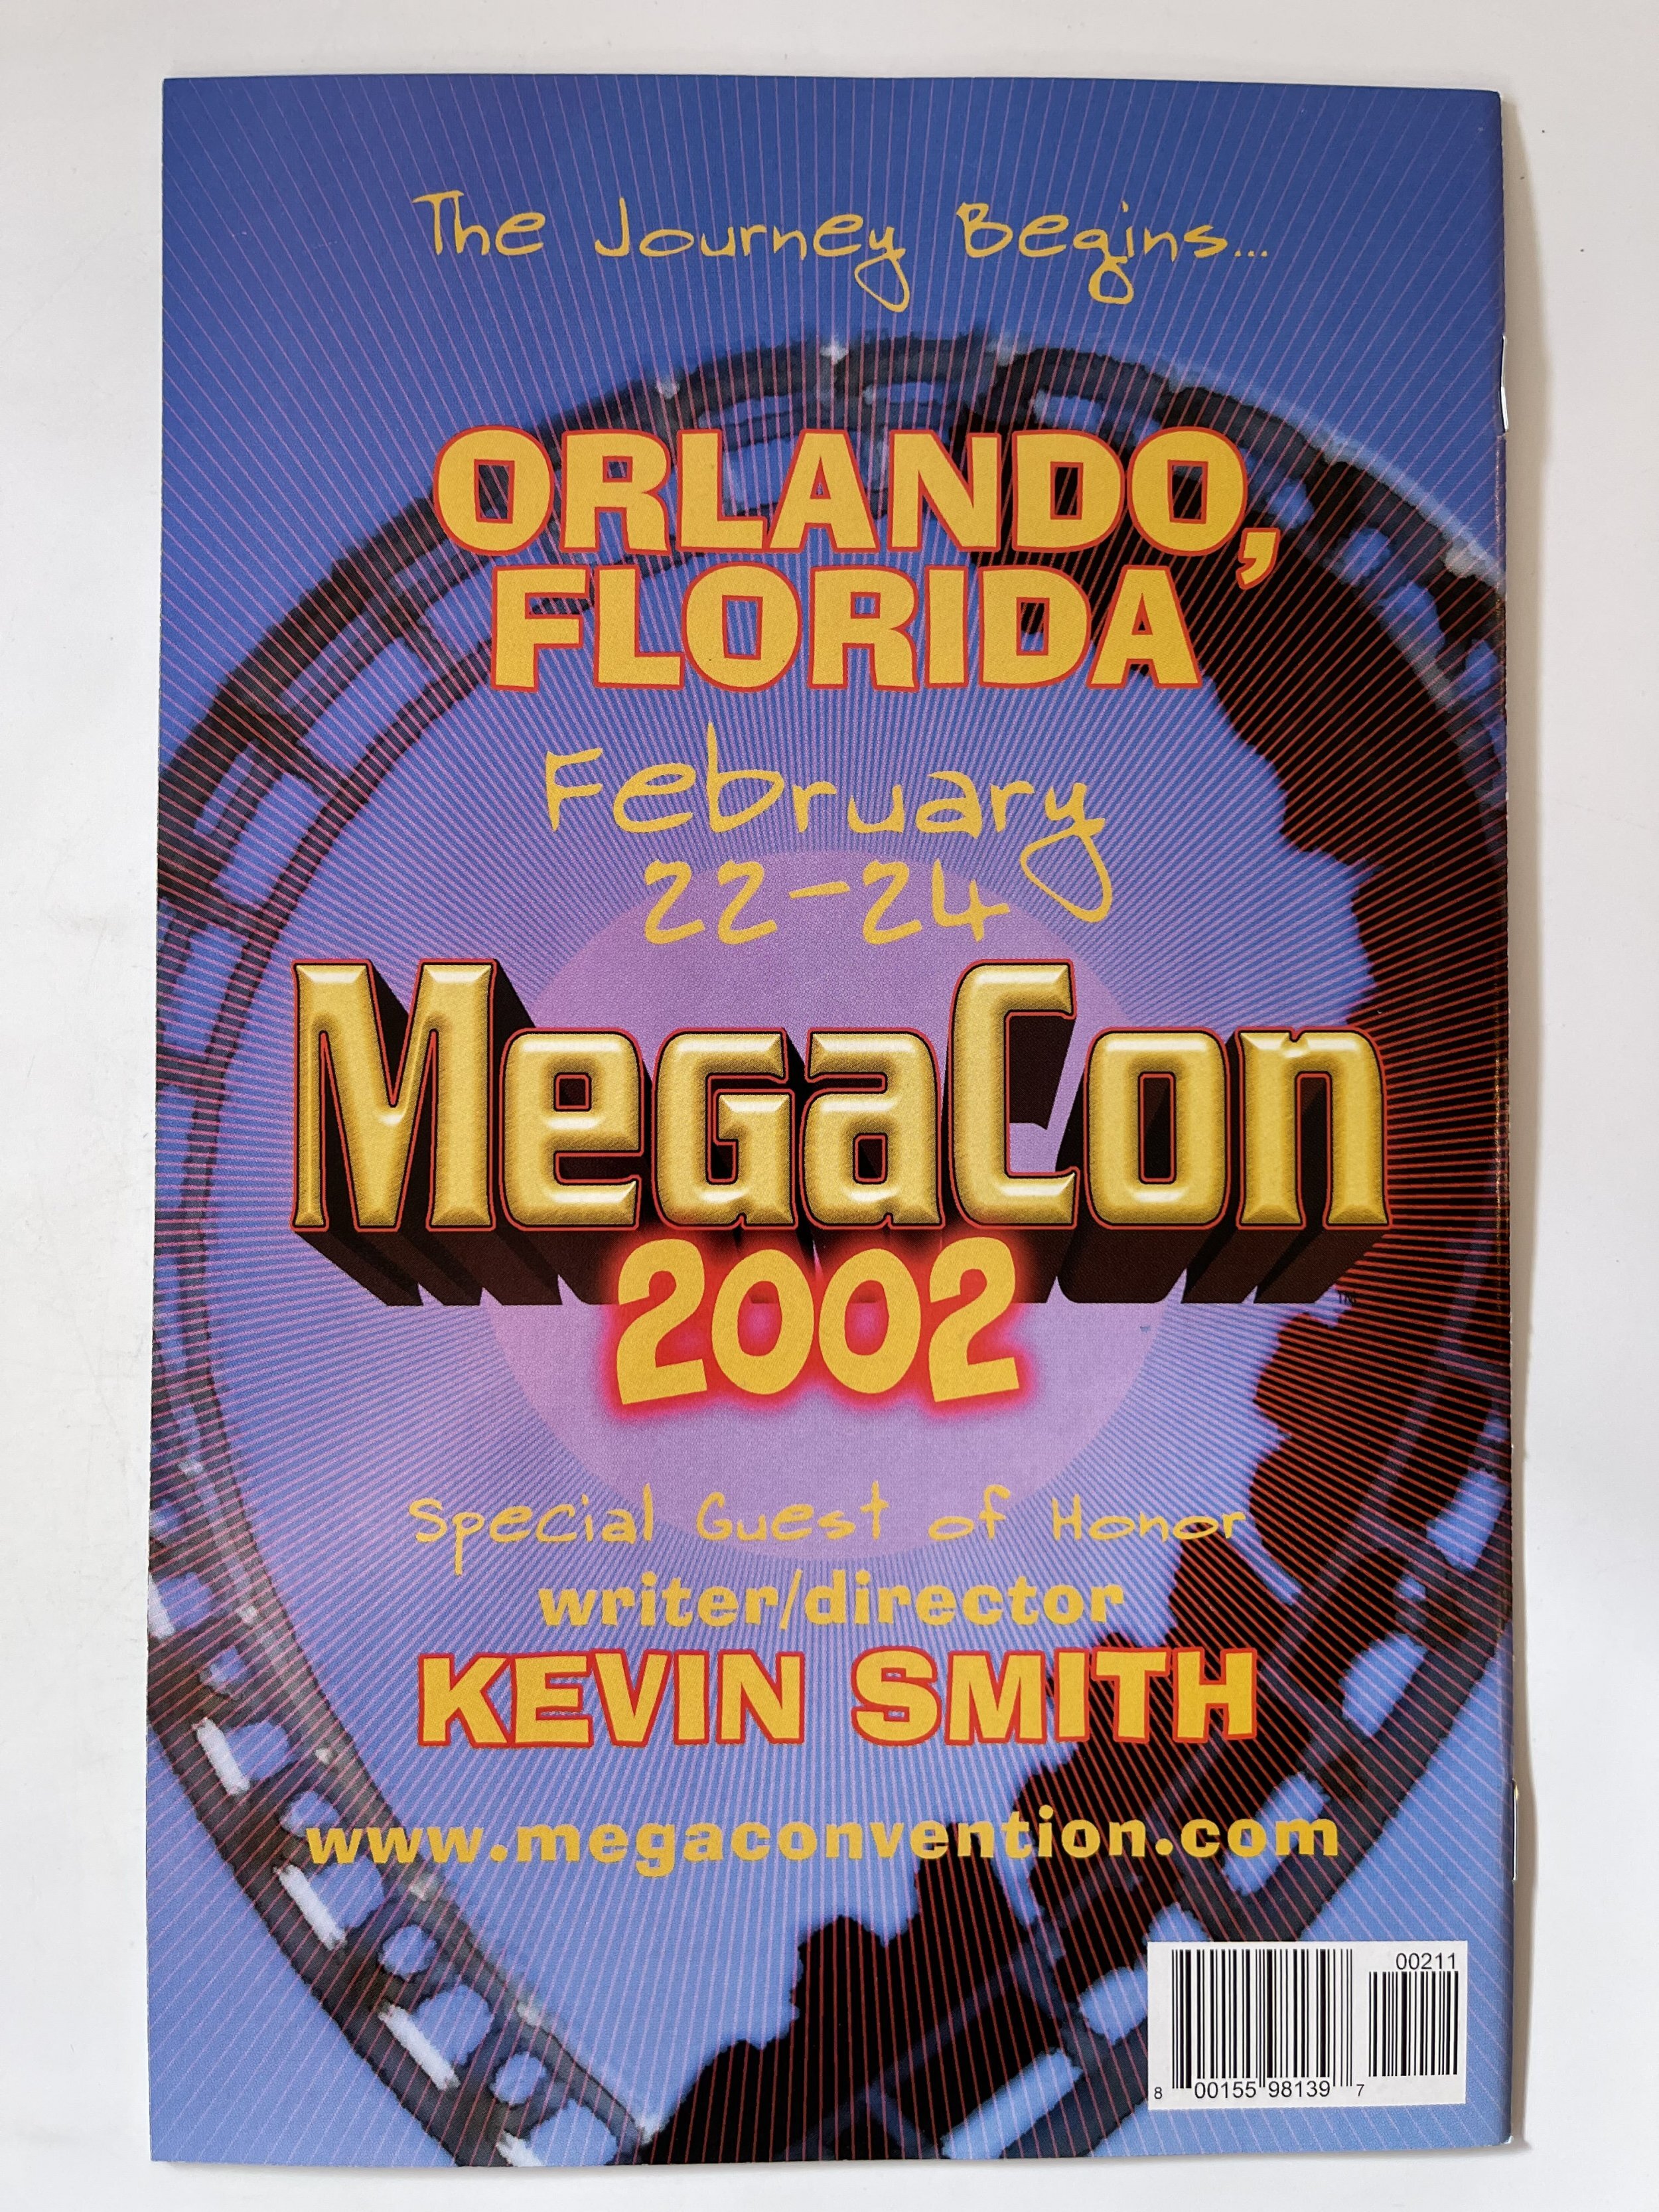 The Journey Begins...
ORLANDO,
FLORIDA
February
22-24
MegaCon
TM
2002
Special Guest of Honor
writer/director
KEVIN SMITH
www.megaconvention.com
00211
8 00155 98139 7